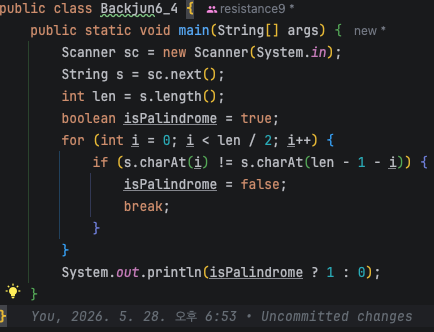 public class Backjun6_4 { resistance9 *
    public static void main(String[] args) { new *
        Scanner sc = new Scanner(System.in);
        String s = sc.next();
        int len = s.length();
        boolean isPalindrome = true;
        for (int i = 0; i < len / 2; i++) {
            if (s.charAt(i) != s.charAt(len - 1 - i)) {
                isPalindrome = false;
                break;
            }
        }
        System.out.println(isPalindrome ? 1 : 0);
    }
} You, 2026. 5. 28. 오후 6:53 • Uncommitted changes